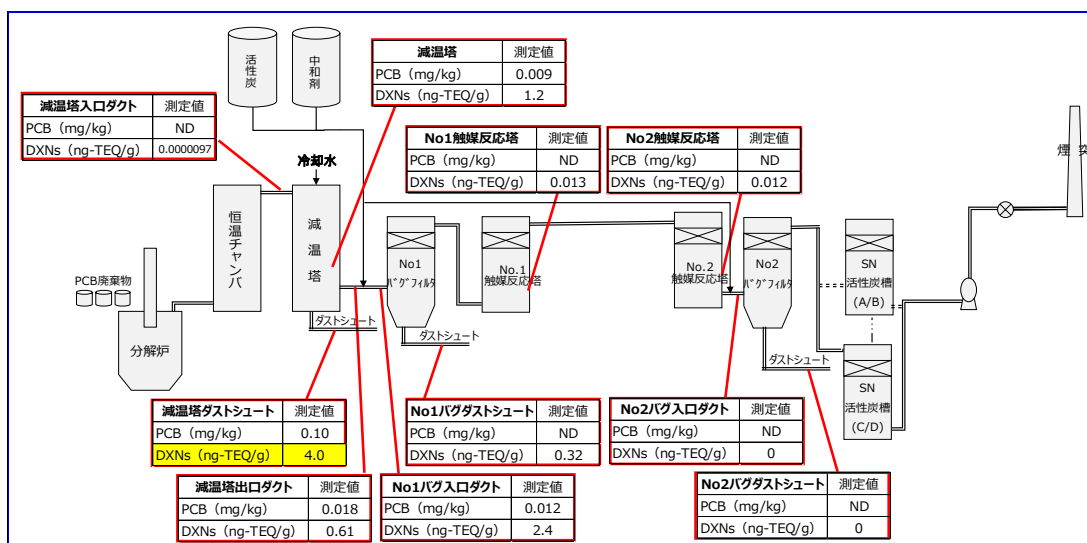 活性炭
中和剤
減温塔 測定値
PCB（mg/kg） 0.009
DXNs（ng-TEQ/g） 1.2
減温塔入口ダクト 測定値
PCB（mg/kg） ND
DXNs（ng-TEQ/g） 0.0000097
No1触媒反応塔 測定値
PCB（mg/kg） ND
DXNs（ng-TEQ/g） 0.013
No2触媒反応塔 測定値
PCB（mg/kg） ND
DXNs（ng-TEQ/g） 0.012
煙突
冷却水
恒温チャンバ
減温塔
No1
バグフィルタ
No.1
触媒反応塔
No.2
触媒反応塔
No2
バグフィルタ
SN
活性炭槽
(A/B)
PCB廃棄物
分解炉
ダストシュート
ダストシュート
ダストシュート
SN
活性炭槽
(C/D)
減温塔ダストシュート 測定値
PCB（mg/kg） 0.10
DXNs（ng-TEQ/g） 4.0
No1バグダストシュート 測定値
PCB（mg/kg） ND
DXNs（ng-TEQ/g） 0.32
No2バグ入口ダクト 測定値
PCB（mg/kg） ND
DXNs（ng-TEQ/g） 0
減温塔出口ダクト 測定値
PCB（mg/kg） 0.018
DXNs（ng-TEQ/g） 0.61
No1バグ入口ダクト 測定値
PCB（mg/kg） 0.012
DXNs（ng-TEQ/g） 2.4
No2バグダストシュート 測定値
PCB（mg/kg） ND
DXNs（ng-TEQ/g） 0